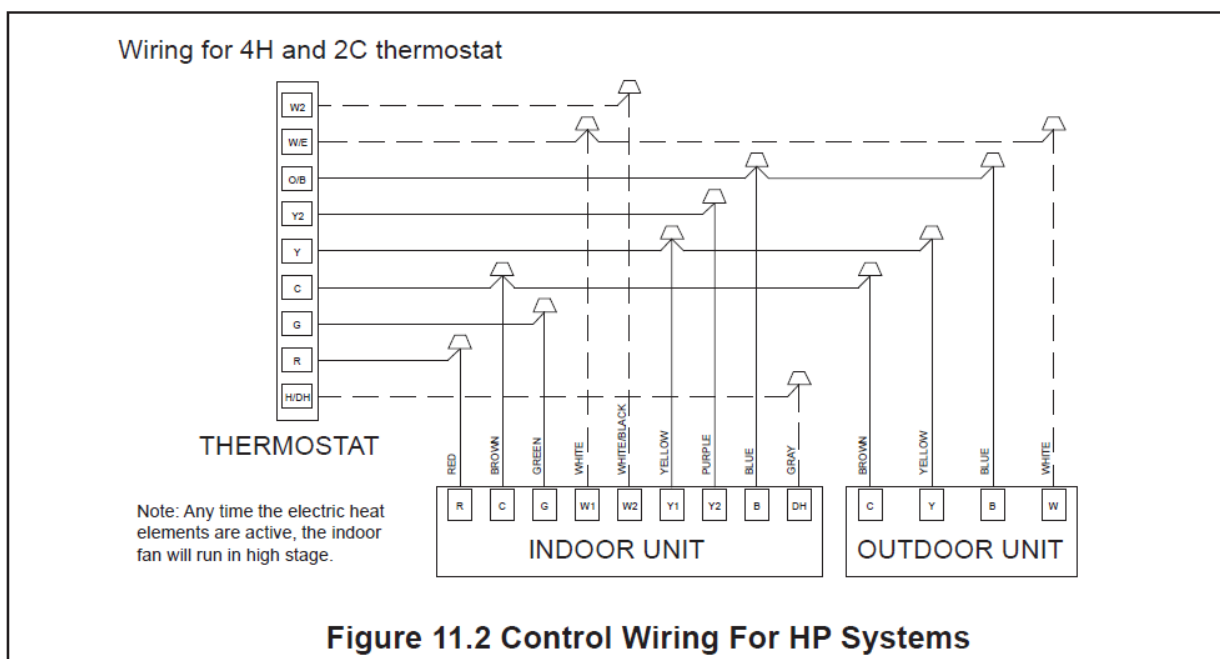 Wiring for 4H and 2C thermostat
W2
W/E
O/B
Y2
Y
C
G
R
H/DH
THERMOSTAT
Note: Any time the electric heat
elements are active, the indoor
fan will run in high stage.
RED
BROWN
GREEN
WHITE
WHITE/BLACK
YELLOW
PURPLE
BLUE
GRAY
R
C
G
W1
W2
Y1
Y2
B
DH
INDOOR UNIT
BROWN
YELLOW
BLUE
WHITE
C
Y
B
W
OUTDOOR UNIT
Figure 11.2 Control Wiring For HP Systems